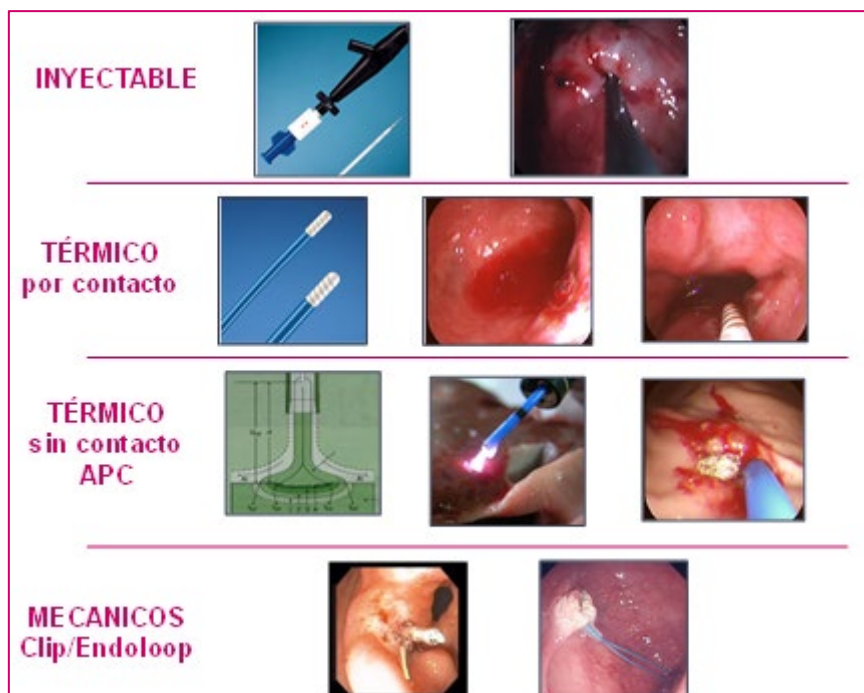 INYECTABLE
TÉRMICO
por contacto
TÉRMICO
sin contacto
APC
MECANICOS
Clip/Endoloop